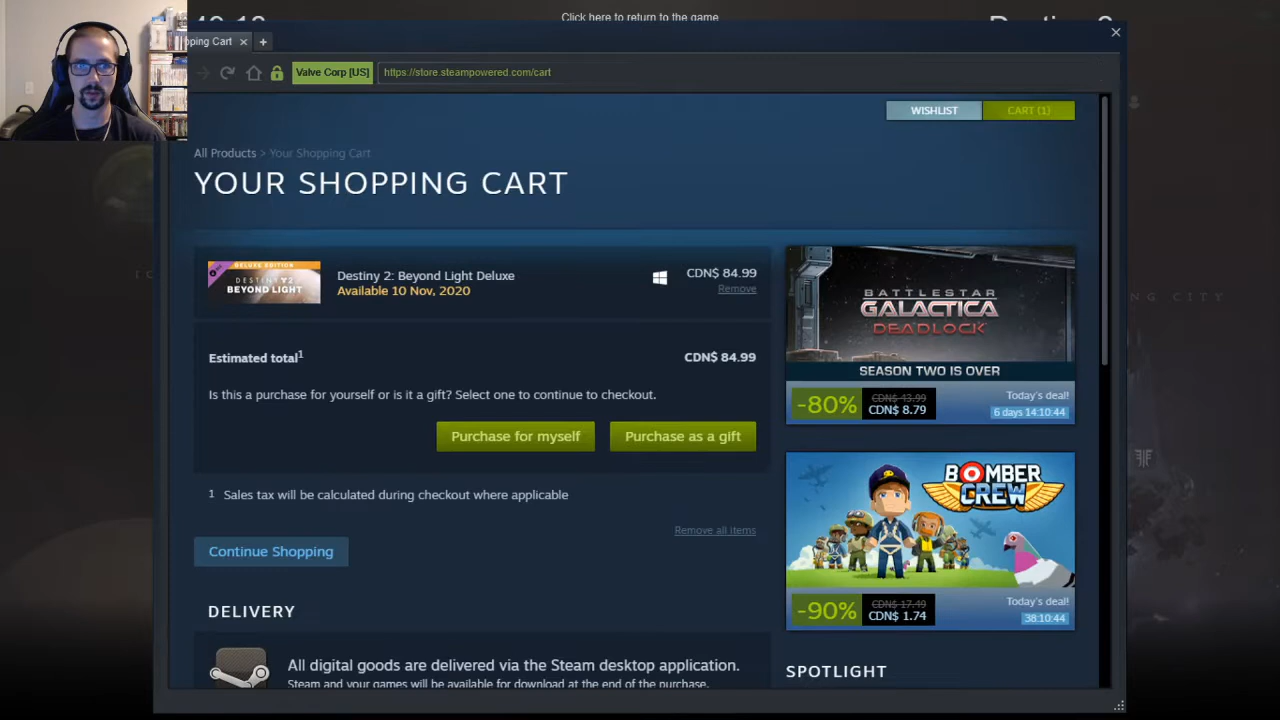 Click here to return to the game
pping Cart
Valve Corp [US]
https://store.steampowered.com/cart
WISHLIST
CART (1)
All Products > Your Shopping Cart
YOUR SHOPPING CART
DELUXE EDITION
DESTINY 2
BEYOND LIGHT
Destiny 2: Beyond Light Deluxe
Available 10 Nov, 2020
CDN$ 84.99
Remove
Estimated total1
CDN$ 84.99
Is this a purchase for yourself or is it a gift? Select one to continue to checkout.
Purchase for myself
Purchase as a gift
1 Sales tax will be calculated during checkout where applicable
Remove all items
Continue Shopping
DELIVERY
All digital goods are delivered via the Steam desktop application.
Steam and your games will be available for download at the end of the purchase.
BATTLESTAR
GALACTICA
DEADLOCK
SEASON TWO IS OVER
-80%
CDN$ 43.99
CDN$ 8.79
Today's deal!
6 days 14:10:44
BOMBER
CREW
-90%
CDN$ 17.49
CDN$ 1.74
Today's deal!
38:10:44
SPOTLIGHT
NG CITY